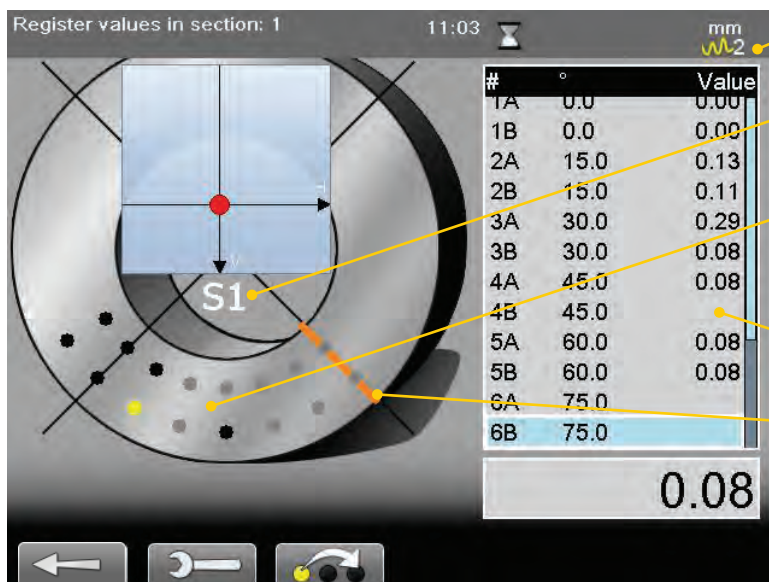 Register values in section: 1 11:03 mm
2
# ° Value
1A 0.0 0.00
1B 0.0 0.00
2A 15.0 0.13
2B 15.0 0.11
3A 30.0 0.29
3B 30.0 0.08
4A 45.0 0.08
4B 45.0
5A 60.0 0.08
5B 60.0 0.08
6A 75.0
6B 75.0
S1
0.08